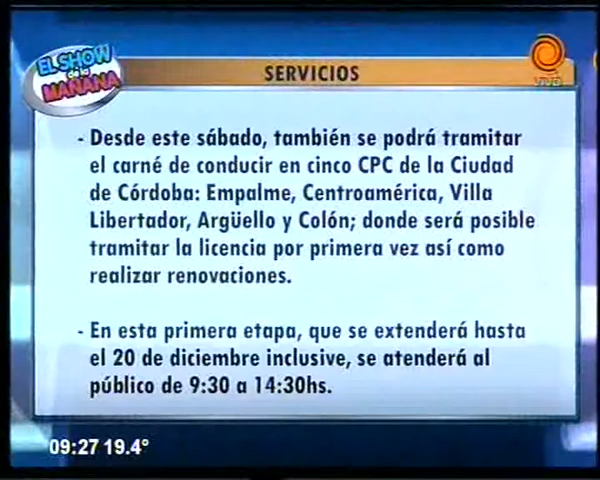 EL SHOW
de la
MAÑANA
SERVICIOS
VIVO
- Desde este sábado, también se podrá tramitar
el carné de conducir en cinco CPC de la Ciudad
de Córdoba: Empalme, Centroamérica, Villa
Libertador, Argüello y Colón; donde será posible
tramitar la licencia por primera vez así como
realizar renovaciones.
- En esta primera etapa, que se extenderá hasta
el 20 de diciembre inclusive, se atenderá al
público de 9:30 a 14:30hs.
09:27 19.4°